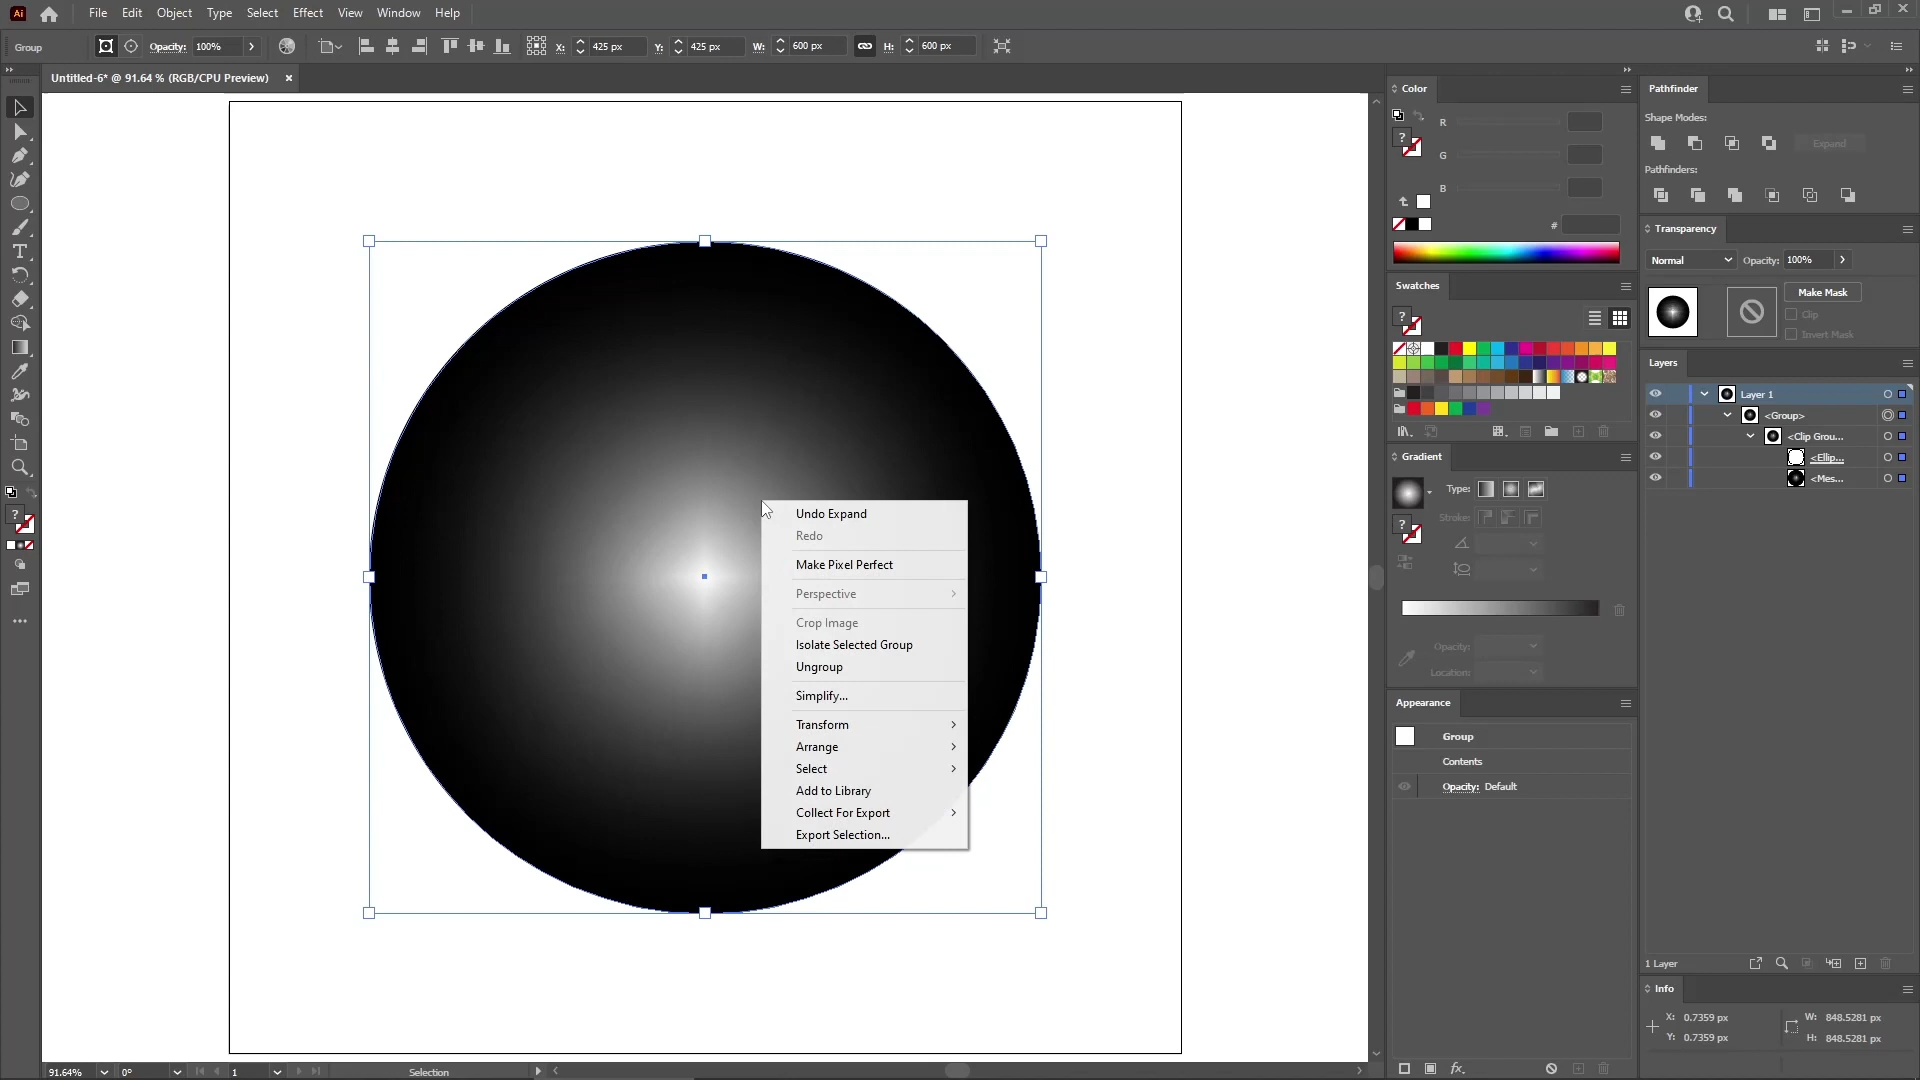 Ai File Edit Object Type Select Effect View Window Help
Group Opacity: 100% X: 425 px Y: 425 px W: 600 px H: 600 px
Untitled-6* @ 91.64 % (RGB/CPU Preview)
Undo Expand
Redo
Make Pixel Perfect
Perspective
Crop Image
Isolate Selected Group
Ungroup
Simplify...
Transform
Arrange
Select
Add to Library
Collect For Export
Export Selection...
91.64% 0° 1 Selection
Color
R
G
B
#
Swatches
Gradient
Type:
Stroke:
Opacity:
Location:
Appearance
Group
Contents
Opacity: Default
fx
Pathfinder
Shape Modes:
Expand
Pathfinders:
Transparency
Normal Opacity: 100%
Make Mask
Clip
Invert Mask
Layers
Layer 1
<Group>
<Clip Grou...
<Ellip...
<Mes...
1 Layer
Info
X: 0.7359 px W: 848.5281 px
Y: 0.7359 px H: 848.5281 px